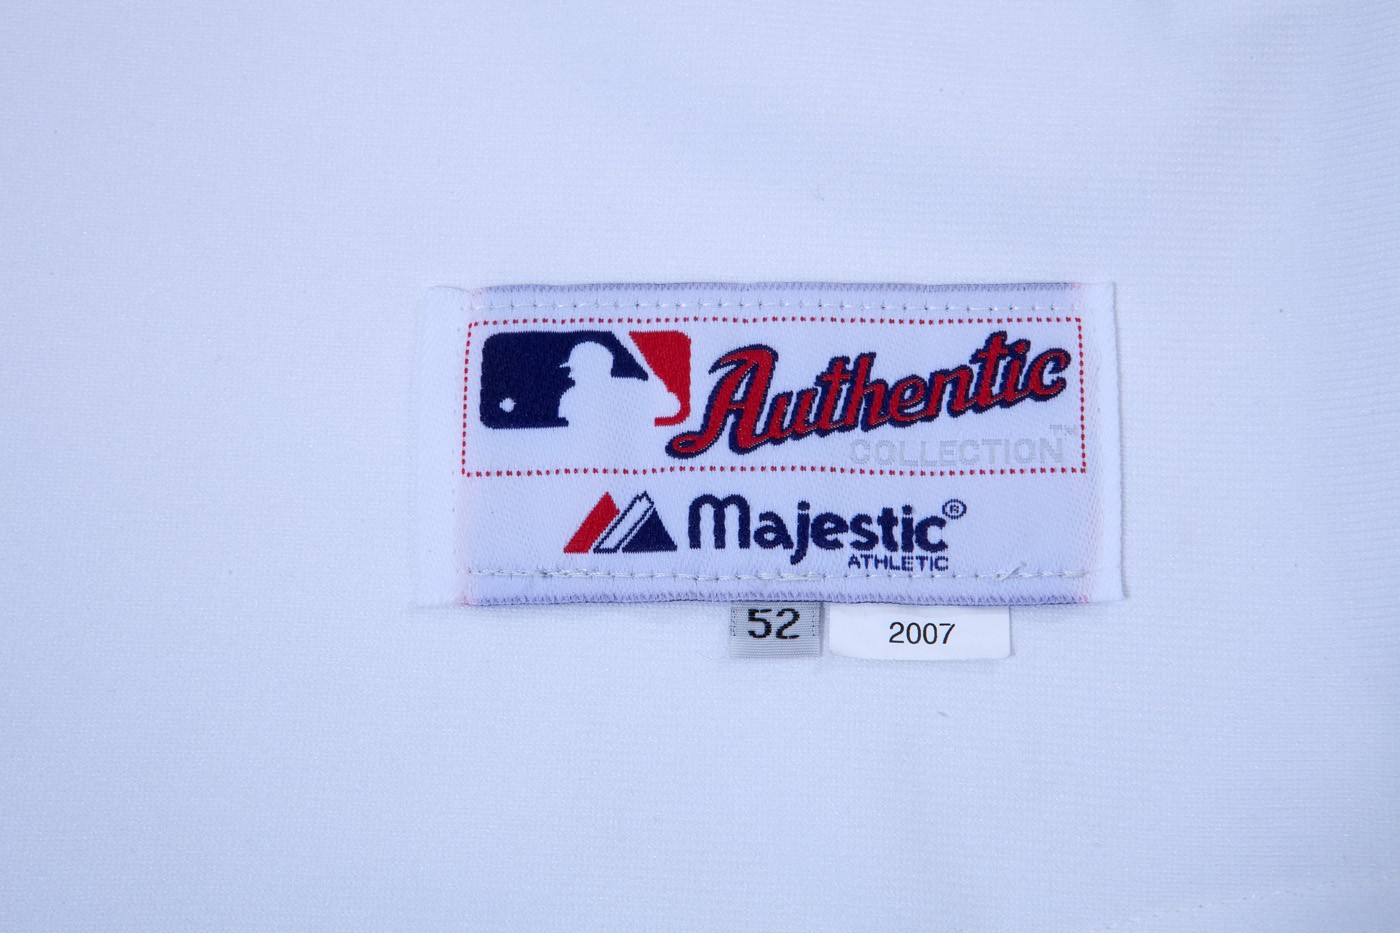 Authentic
COLLECTION™
Majestic®
ATHLETIC
52
2007